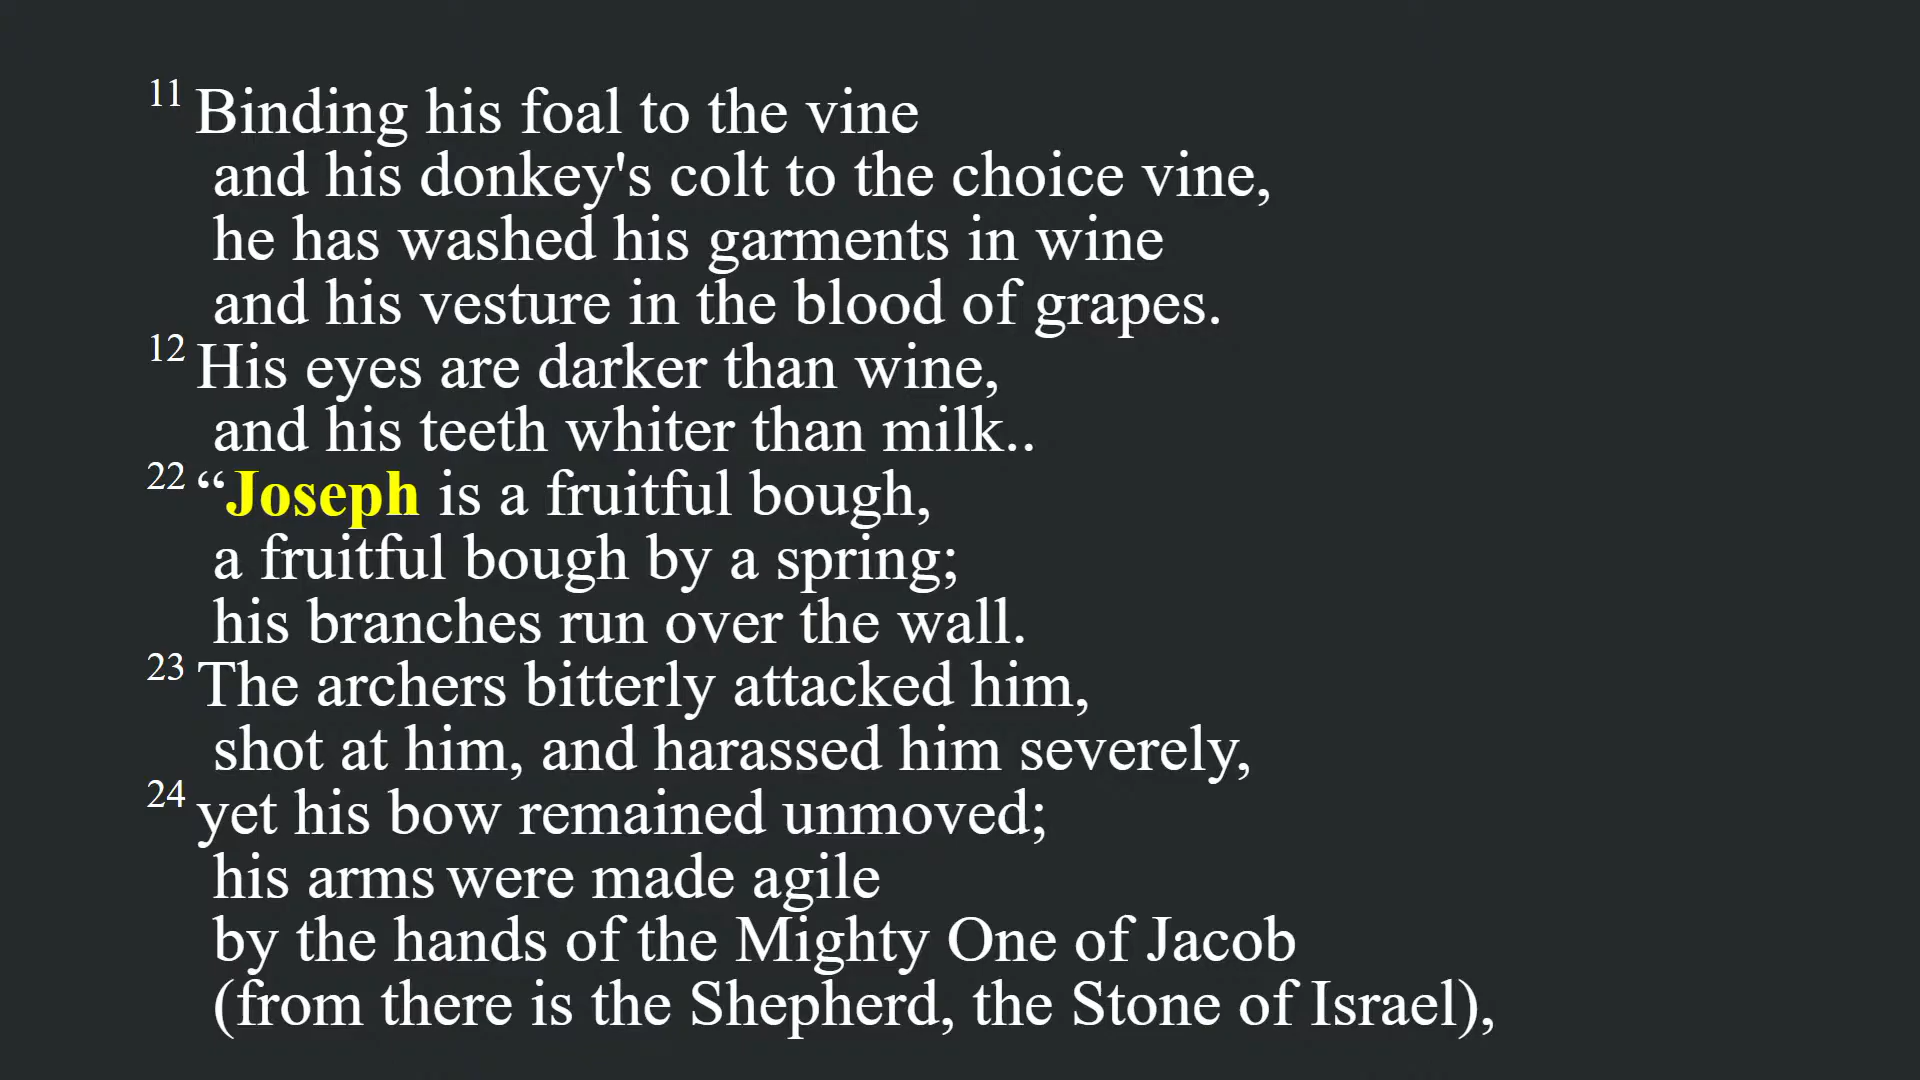 11 Binding his foal to the vine
and his donkey's colt to the choice vine,
he has washed his garments in wine
and his vesture in the blood of grapes.
12 His eyes are darker than wine,
and his teeth whiter than milk..
22 “Joseph is a fruitful bough,
a fruitful bough by a spring;
his branches run over the wall.
23 The archers bitterly attacked him,
shot at him, and harassed him severely,
24 yet his bow remained unmoved;
his arms were made agile
by the hands of the Mighty One of Jacob
(from there is the Shepherd, the Stone of Israel),